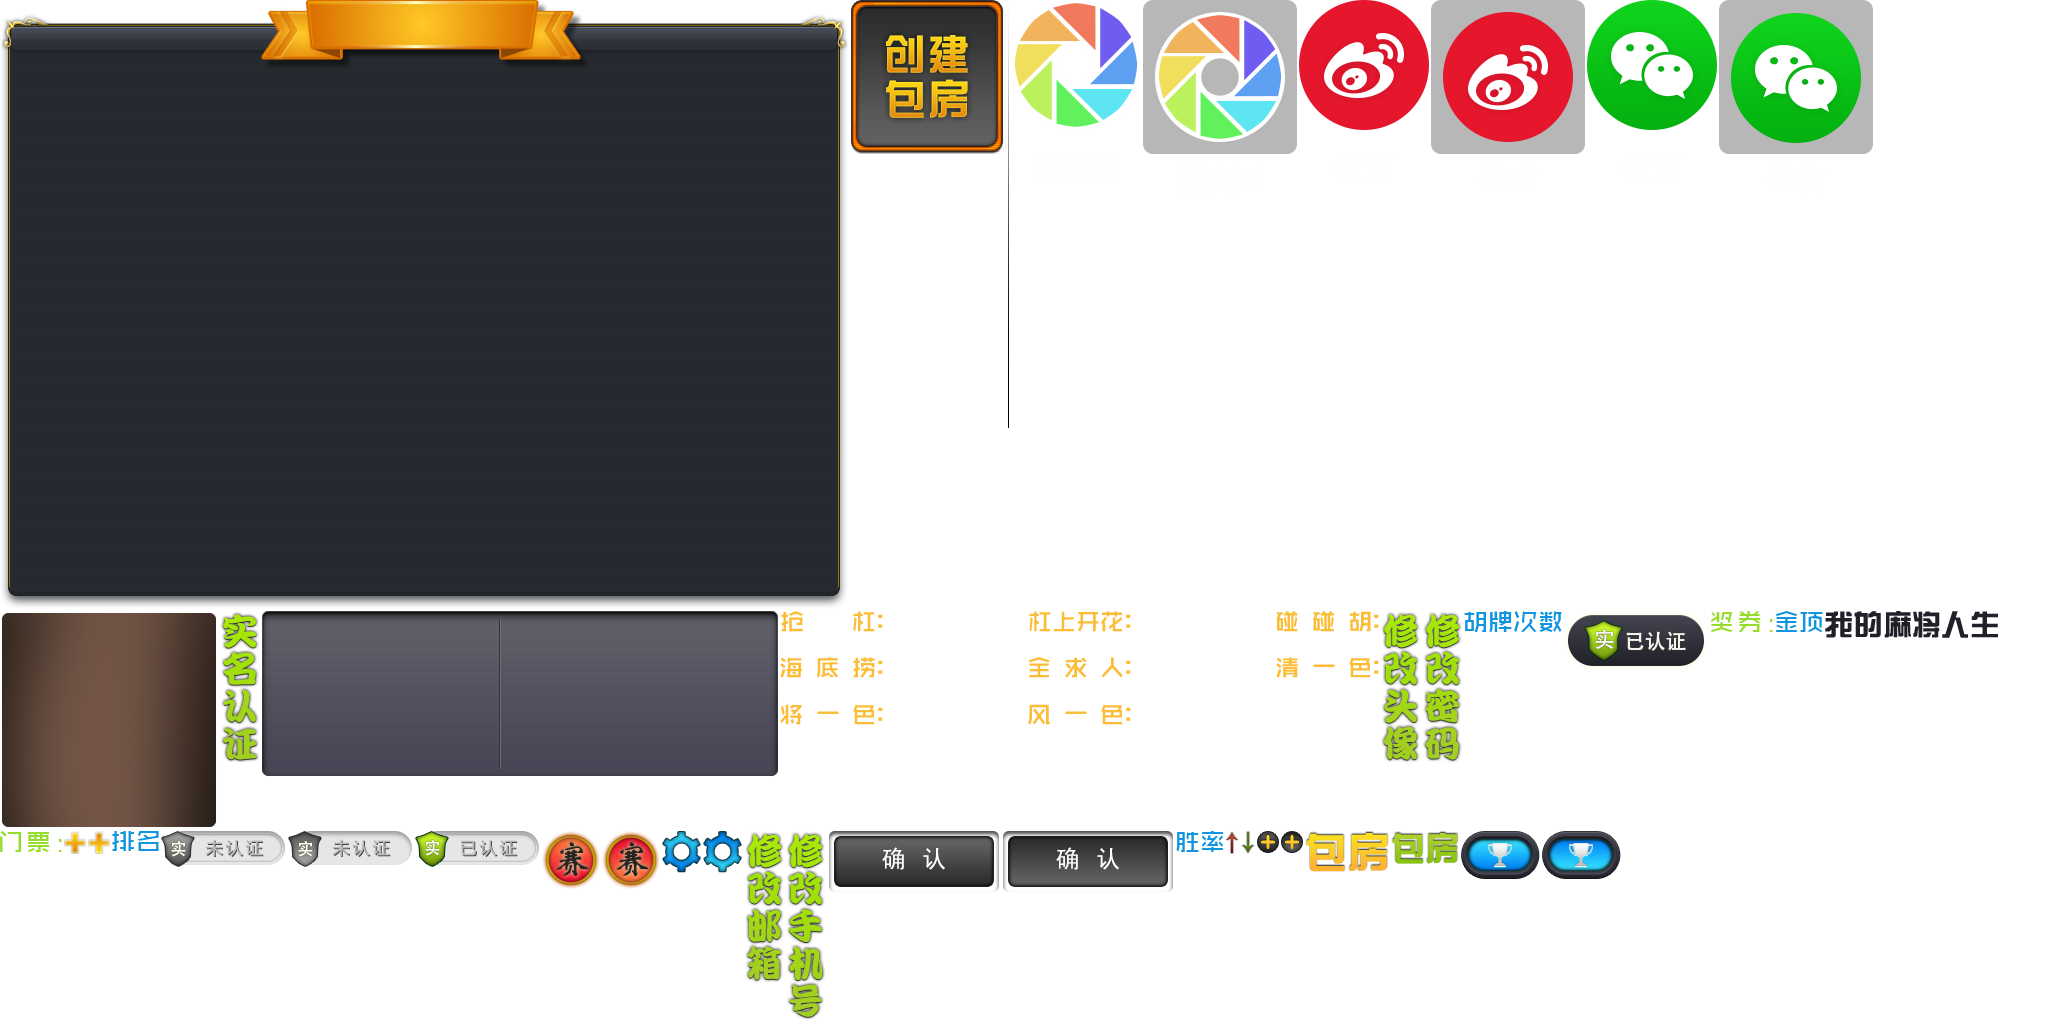 创建
包房
实名认证
抢杠:
杠上开花:
碰碰胡:
海底捞:
全求人:
清一色:
将一色:
风一色:
修改头像
修改密码
胡牌次数
实 已认证
奖券:
金顶
我的麻将人生
门票:
排名
实 未认证
实 未认证
实 已认证
赛
赛
修改邮箱
修改手机号
确 认
确 认
胜率
包房
包房